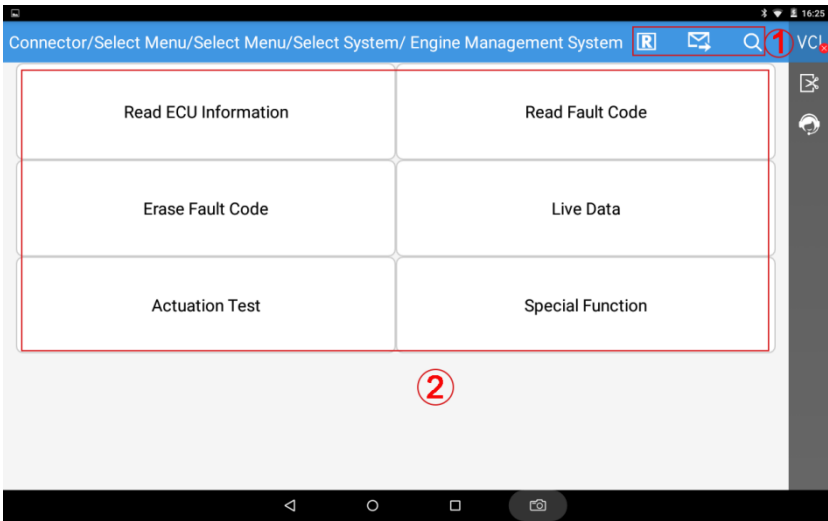 16:25
Connector/Select Menu/Select Menu/Select System/ Engine Management System R ① VCI
Read ECU Information Read Fault Code
Erase Fault Code Live Data
Actuation Test Special Function
②